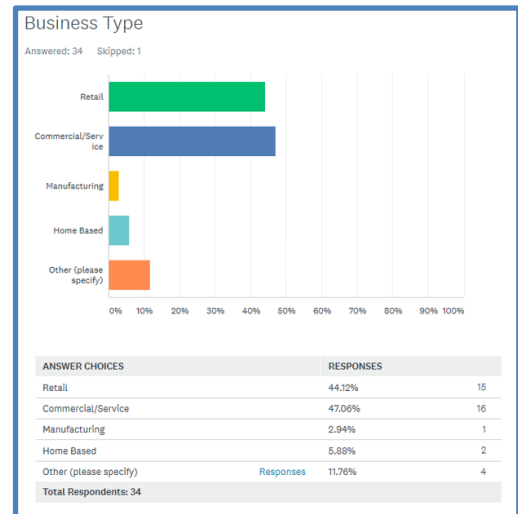 Business Type
Answered: 34 Skipped: 1
Retail
Commercial/Serv
ice
Manufacturing
Home Based
Other (please
specify)
0% 10% 20% 30% 40% 50% 60% 70% 80% 90% 100%
ANSWER CHOICES RESPONSES
Retail 44.12% 15
Commercial/Service 47.06% 16
Manufacturing 2.94% 1
Home Based 5.88% 2
Other (please specify) Responses 11.76% 4
Total Respondents: 34